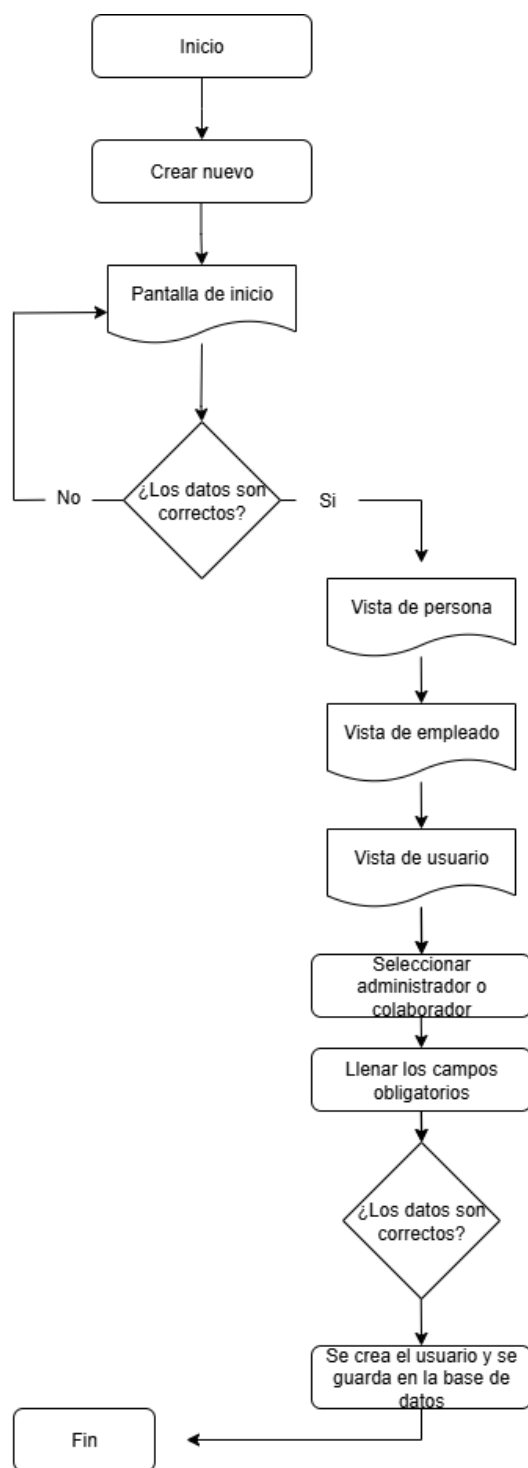 Inicio
Crear nuevo
Pantalla de inicio
¿Los datos son
correctos?
No
Si
Vista de persona
Vista de empleado
Vista de usuario
Seleccionar
administrador o
colaborador
Llenar los campos
obligatorios
¿Los datos son
correctos?
Se crea el usuario y se
guarda en la base de
datos
Fin